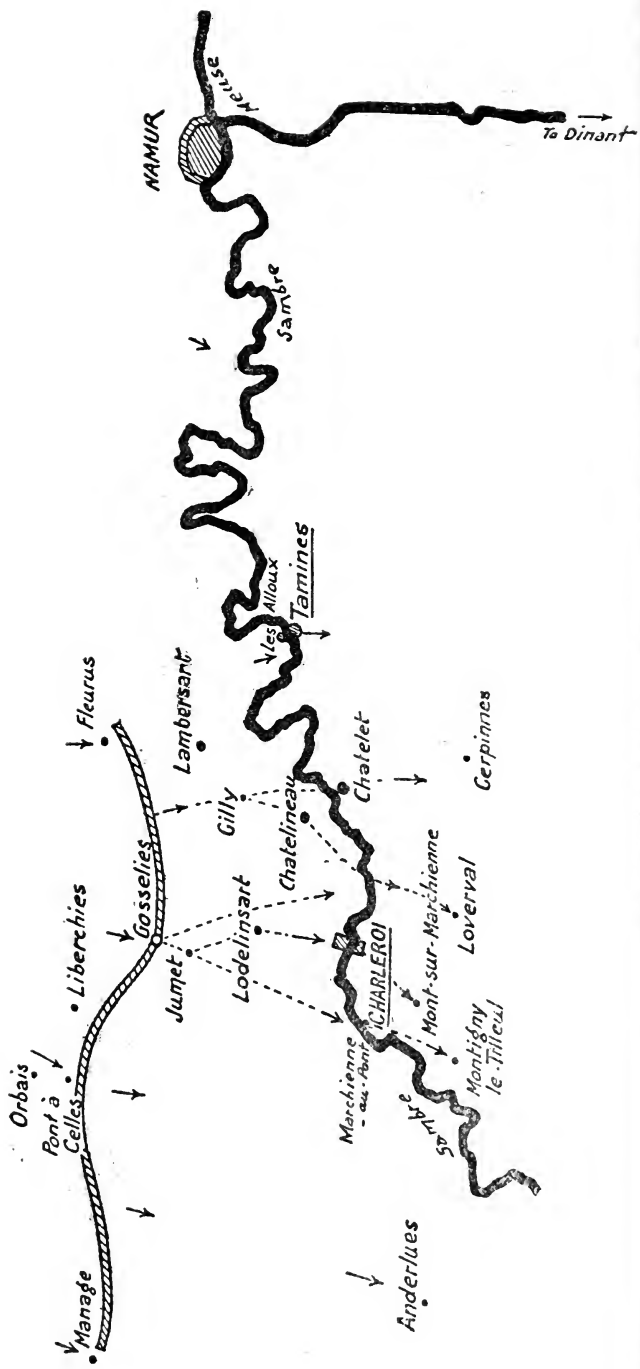 Meuse
NAMUR
To Dinant
Sambre
Les Alloux
Tamines
Fleurus
Lambersart
Gosselies
Gilly
Chatelineau
Chatelet
Gerpinnes
Liberchies
Jumet
Lodelinsart
CHARLEROI
Mont-sur-Marchienne
Loverval
Orbais
Pont à
Celles
Marchienne
-au-Pont
Montigny
le-Tilleul
Sambre
Manage
Anderlues